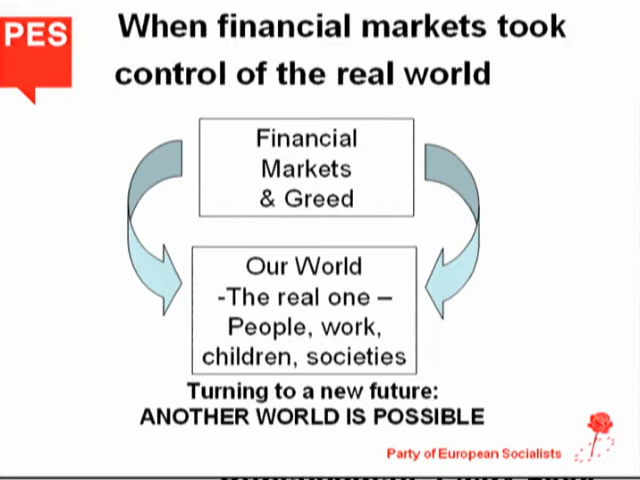 PES
When financial markets took
control of the real world
Financial
Markets
& Greed
Our World
-The real one –
People, work,
children, societies
Turning to a new future:
ANOTHER WORLD IS POSSIBLE
Party of European Socialists